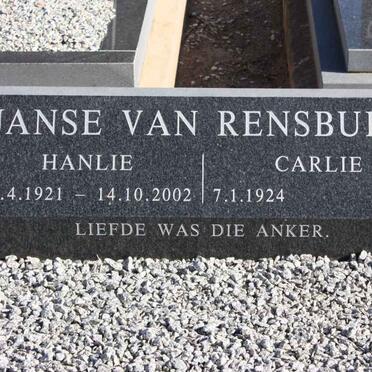 JANSE VAN RENSBU
HANLIE CARLIE
.4.1921 – 14.10.2002 7.1.1924
LIEFDE WAS DIE ANKER.